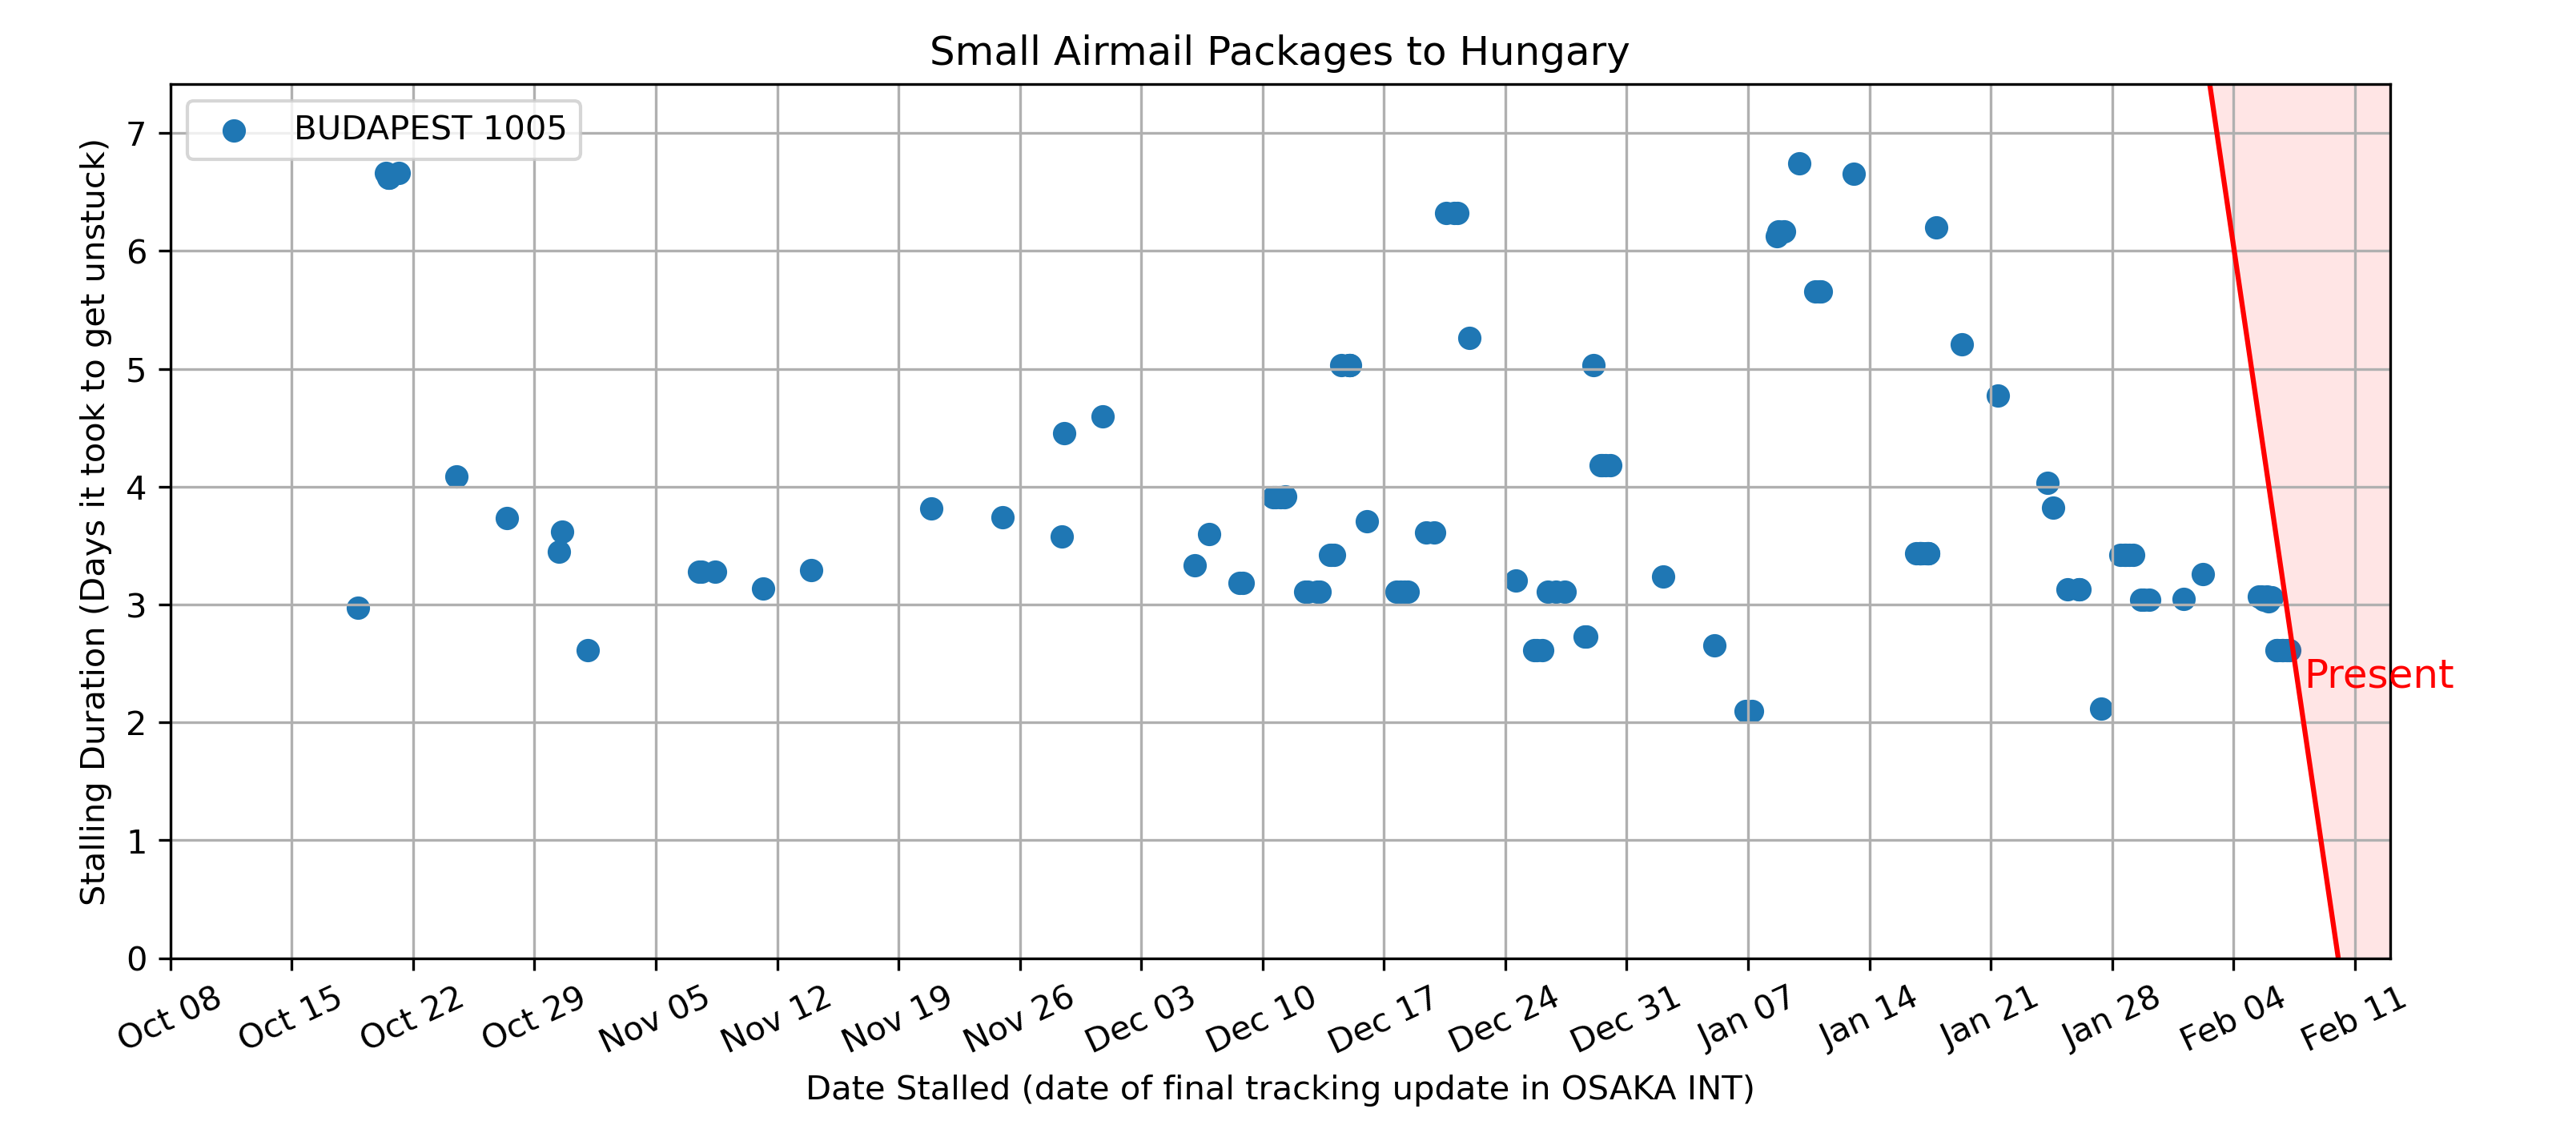 Small Airmail Packages to Hungary
BUDAPEST 1005
Stalling Duration (Days it took to get unstuck)
7
6
5
4
3
2
1
0
Present
Oct 08
Oct 15
Oct 22
Oct 29
Nov 05
Nov 12
Nov 19
Nov 26
Dec 03
Dec 10
Dec 17
Dec 24
Dec 31
Jan 07
Jan 14
Jan 21
Jan 28
Feb 04
Feb 11
Date Stalled (date of final tracking update in OSAKA INT)